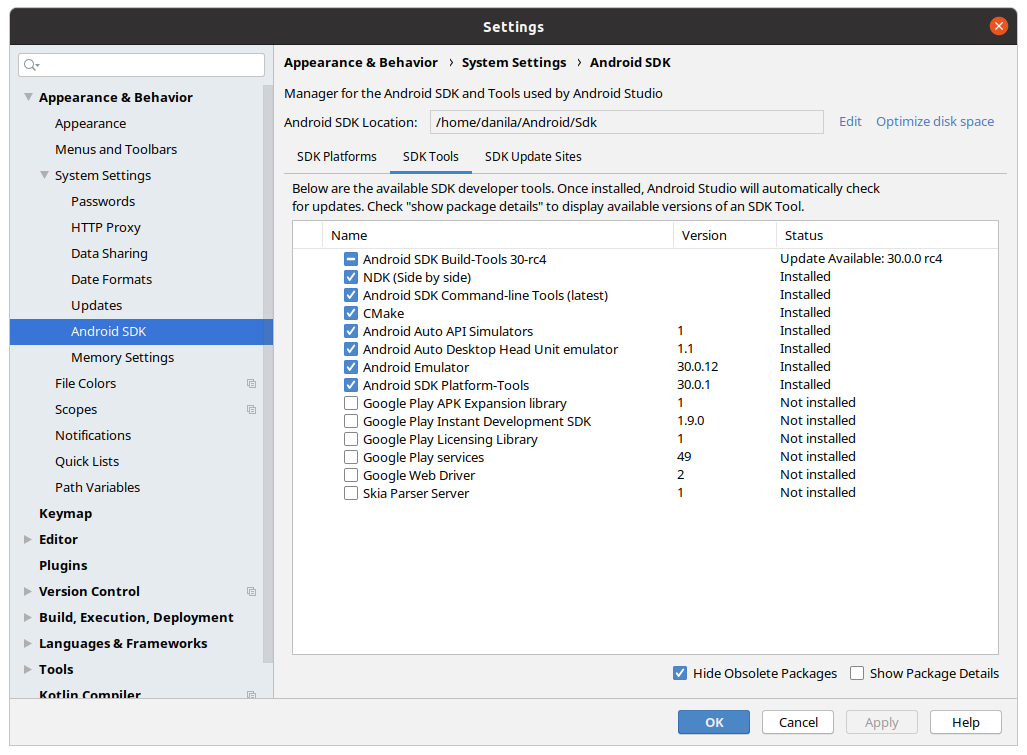 Settings
Appearance & Behavior › System Settings › Android SDK
Manager for the Android SDK and Tools used by Android Studio
Android SDK Location: /home/danila/Android/Sdk Edit Optimize disk space
SDK Platforms SDK Tools SDK Update Sites
Below are the available SDK developer tools. Once installed, Android Studio will automatically check
for updates. Check "show package details" to display available versions of an SDK Tool.
Name Version Status
Android SDK Build-Tools 30-rc4 Update Available: 30.0.0 rc4
NDK (Side by side) Installed
Android SDK Command-line Tools (latest) Installed
CMake Installed
Android Auto API Simulators 1 Installed
Android Auto Desktop Head Unit emulator 1.1 Installed
Android Emulator 30.0.12 Installed
Android SDK Platform-Tools 30.0.1 Installed
Google Play APK Expansion library 1 Not installed
Google Play Instant Development SDK 1.9.0 Not installed
Google Play Licensing Library 1 Not installed
Google Play services 49 Not installed
Google Web Driver 2 Not installed
Skia Parser Server 1 Not installed
Hide Obsolete Packages Show Package Details
Appearance & Behavior
Appearance
Menus and Toolbars
System Settings
Passwords
HTTP Proxy
Data Sharing
Date Formats
Updates
Android SDK
Memory Settings
File Colors
Scopes
Notifications
Quick Lists
Path Variables
Keymap
Editor
Plugins
Version Control
Build, Execution, Deployment
Languages & Frameworks
Tools
Kotlin Compiler
OK Cancel Apply Help